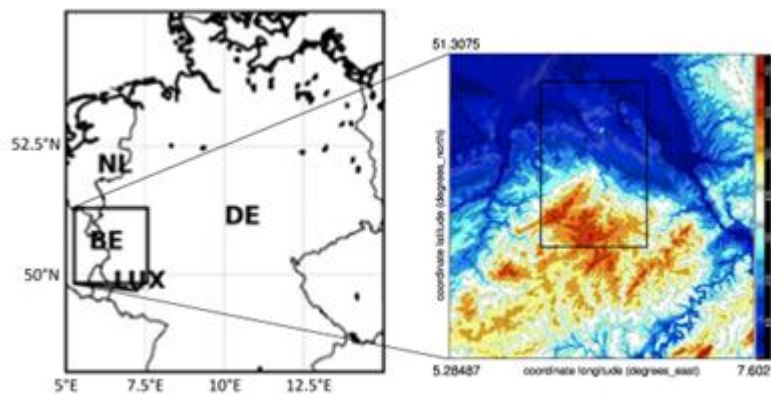 51.3075
52.5°N
NL
DE
BE
50°N
LUX
coordinate latitude (degrees_north)
5°E 7.5°E 10°E 12.5°E
5.28487 coordinate longitude (degrees_east) 7.602